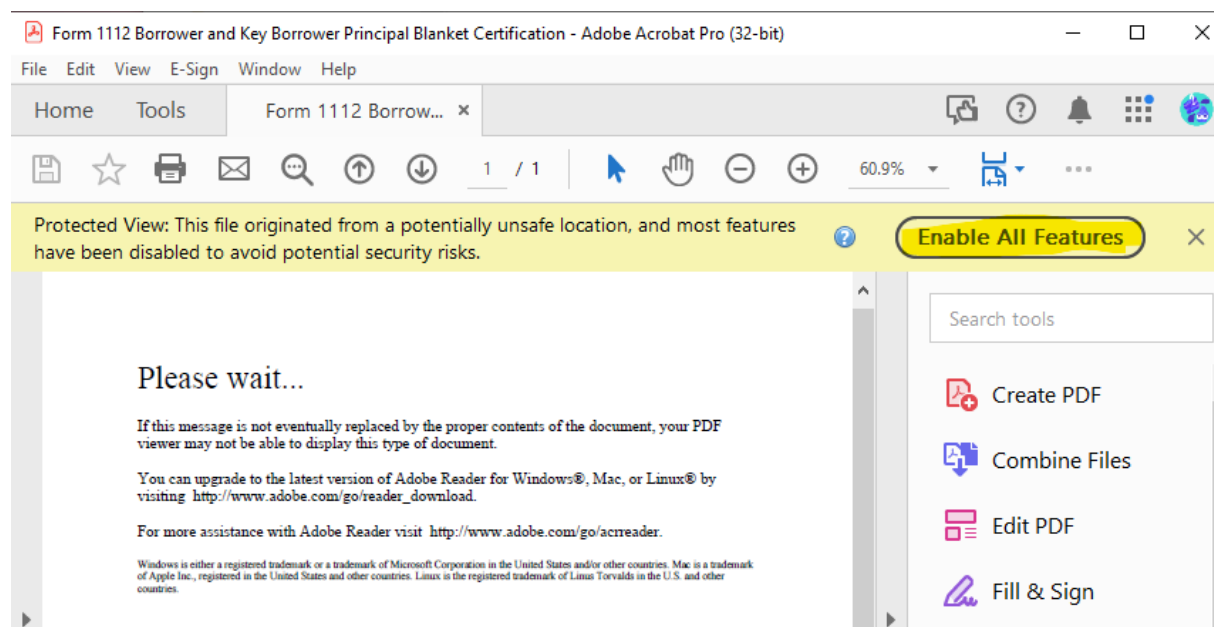 Form 1112 Borrower and Key Borrower Principal Blanket Certification - Adobe Acrobat Pro (32-bit)
File Edit View E-Sign Window Help
Home Tools Form 1112 Borrow... ×
1 / 1 60.9%
Protected View: This file originated from a potentially unsafe location, and most features
have been disabled to avoid potential security risks.
Enable All Features
Search tools
Please wait...
Create PDF
If this message is not eventually replaced by the proper contents of the document, your PDF
viewer may not be able to display this type of document.
Combine Files
You can upgrade to the latest version of Adobe Reader for Windows®, Mac, or Linux® by
visiting http://www.adobe.com/go/reader_download.
Edit PDF
For more assistance with Adobe Reader visit http://www.adobe.com/go/acrreader.
Windows is either a registered trademark or a trademark of Microsoft Corporation in the United States and/or other countries. Mac is a trademark
of Apple Inc., registered in the United States and other countries. Linux is the registered trademark of Linus Torvalds in the U.S. and other
countries.
Fill & Sign